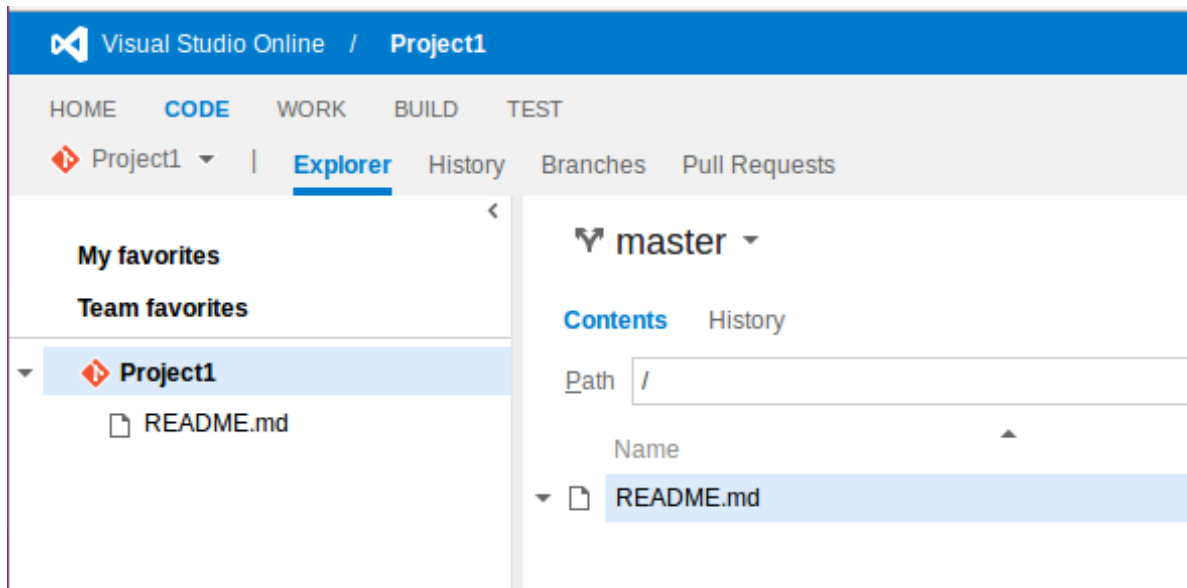 Visual Studio Online / Project1
HOME CODE WORK BUILD TEST
Project1 | Explorer History Branches Pull Requests
My favorites
Team favorites
Project1
README.md
master
Contents History
Path /
Name
README.md